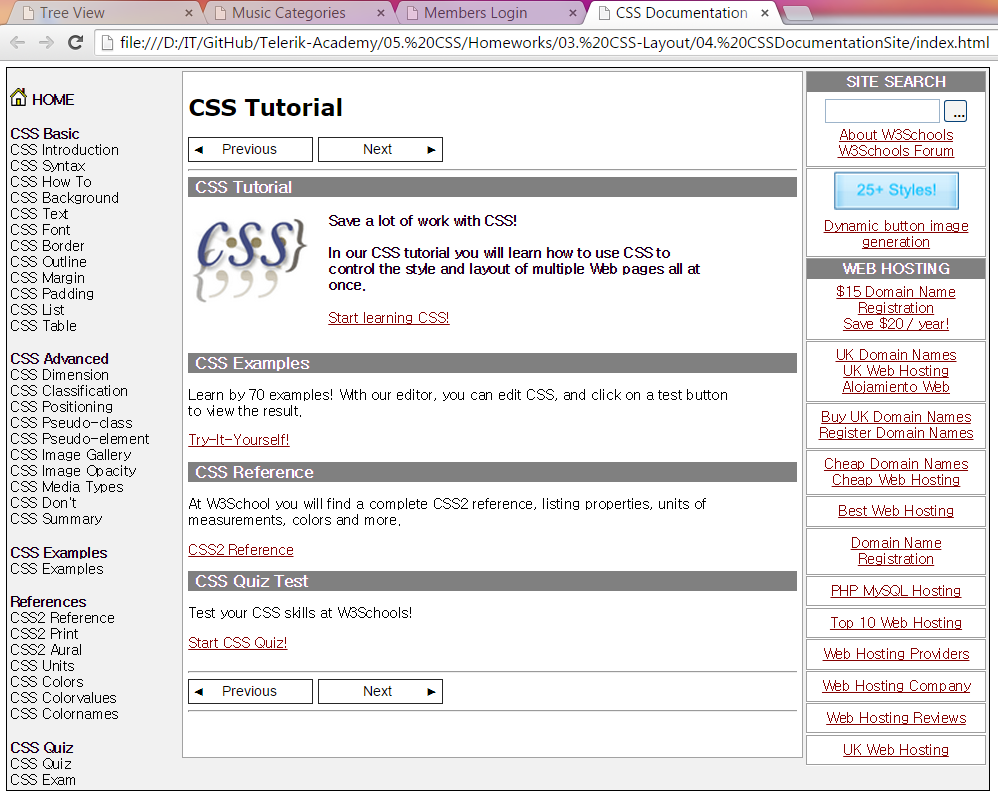 Tree View
Music Categories
Members Login
CSS Documentation
file:///D:/IT/GitHub/Telerik-Academy/05.%20CSS/Homeworks/03.%20CSS-Layout/04.%20CSSDocumentationSite/index.html
HOME
CSS Basic
CSS Introduction
CSS Syntax
CSS How To
CSS Background
CSS Text
CSS Font
CSS Border
CSS Outline
CSS Margin
CSS Padding
CSS List
CSS Table
CSS Advanced
CSS Dimension
CSS Classification
CSS Positioning
CSS Pseudo-class
CSS Pseudo-element
CSS Image Gallery
CSS Image Opacity
CSS Media Types
CSS Don't
CSS Summary
CSS Examples
CSS Examples
References
CSS2 Reference
CSS2 Print
CSS2 Aural
CSS Units
CSS Colors
CSS Colorvalues
CSS Colornames
CSS Quiz
CSS Quiz
CSS Exam
CSS Tutorial
◄ Previous
Next ►
CSS Tutorial
CSS}
Save a lot of work with CSS!
In our CSS tutorial you will learn how to use CSS to
control the style and layout of multiple Web pages all at
once.
Start learning CSS!
CSS Examples
Learn by 70 examples! With our editor, you can edit CSS, and click on a test button
to view the result.
Try-It-Yourself!
CSS Reference
At W3School you will find a complete CSS2 reference, listing properties, units of
measurements, colors and more.
CSS2 Reference
CSS Quiz Test
Test your CSS skills at W3Schools!
Start CSS Quiz!
◄ Previous
Next ►
SITE SEARCH
...
About W3Schools
W3Schools Forum
25+ Styles!
Dynamic button image
generation
WEB HOSTING
$15 Domain Name
Registration
Save $20 / year!
UK Domain Names
UK Web Hosting
Alojamiento Web
Buy UK Domain Names
Register Domain Names
Cheap Domain Names
Cheap Web Hosting
Best Web Hosting
Domain Name
Registration
PHP MySQL Hosting
Top 10 Web Hosting
Web Hosting Providers
Web Hosting Company
Web Hosting Reviews
UK Web Hosting